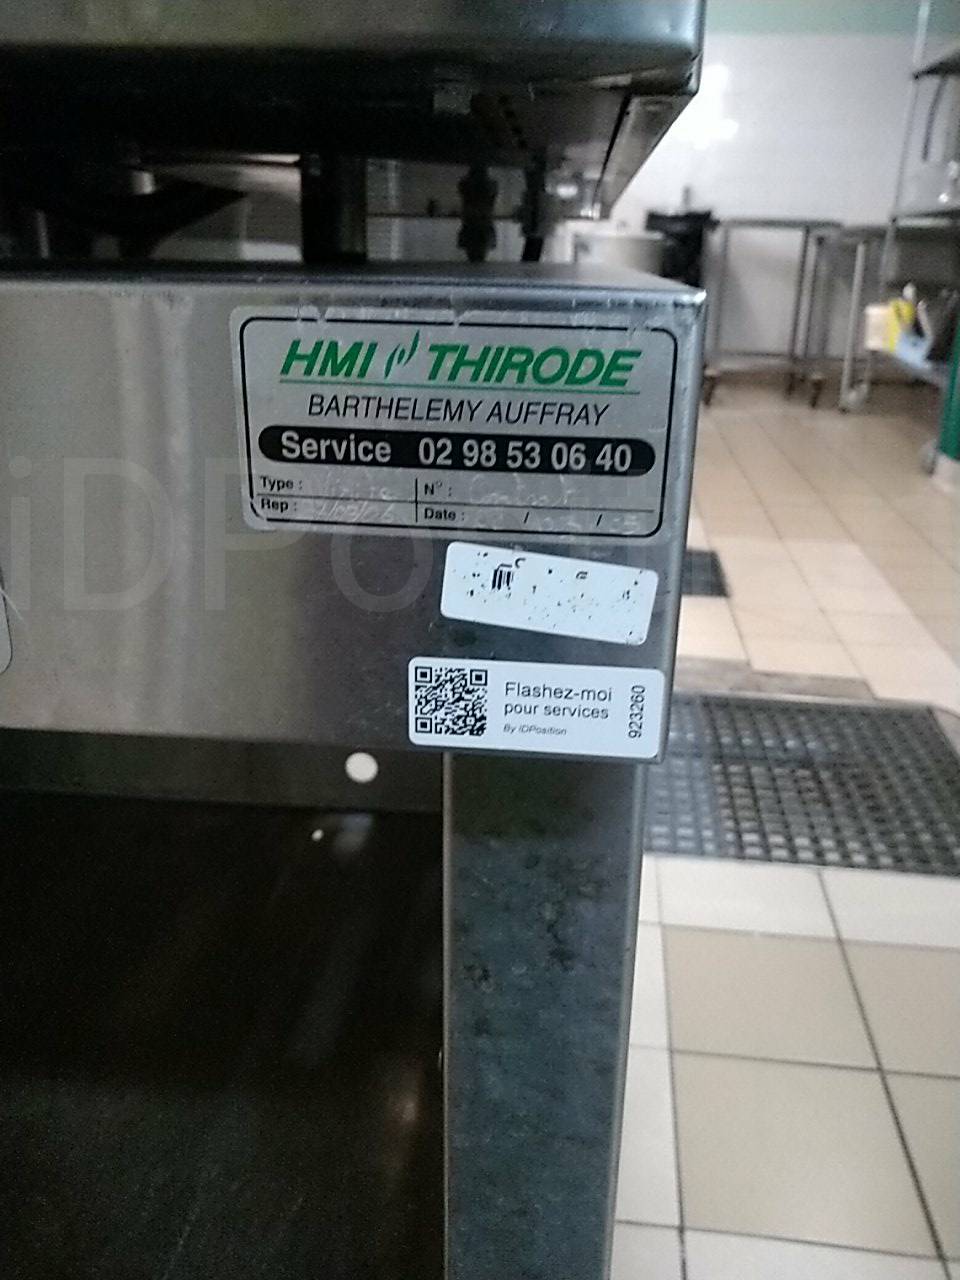 HMI THIRODE
BARTHELEMY AUFFRAY
Service 02 98 53 06 40
Type :
N° :
Rep :
Date : / /
Flashez-moi
pour services
By iDPosition
923260
iDPosition